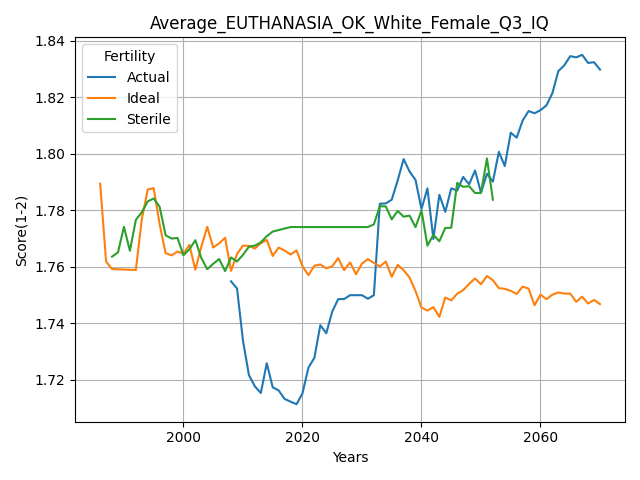 Average_EUTHANASIA_OK_White_Female_Q3_IQ
Fertility
Actual
Ideal
Sterile
Score(1-2)
1.84
1.82
1.80
1.78
1.76
1.74
1.72
2000
2020
2040
2060
Years